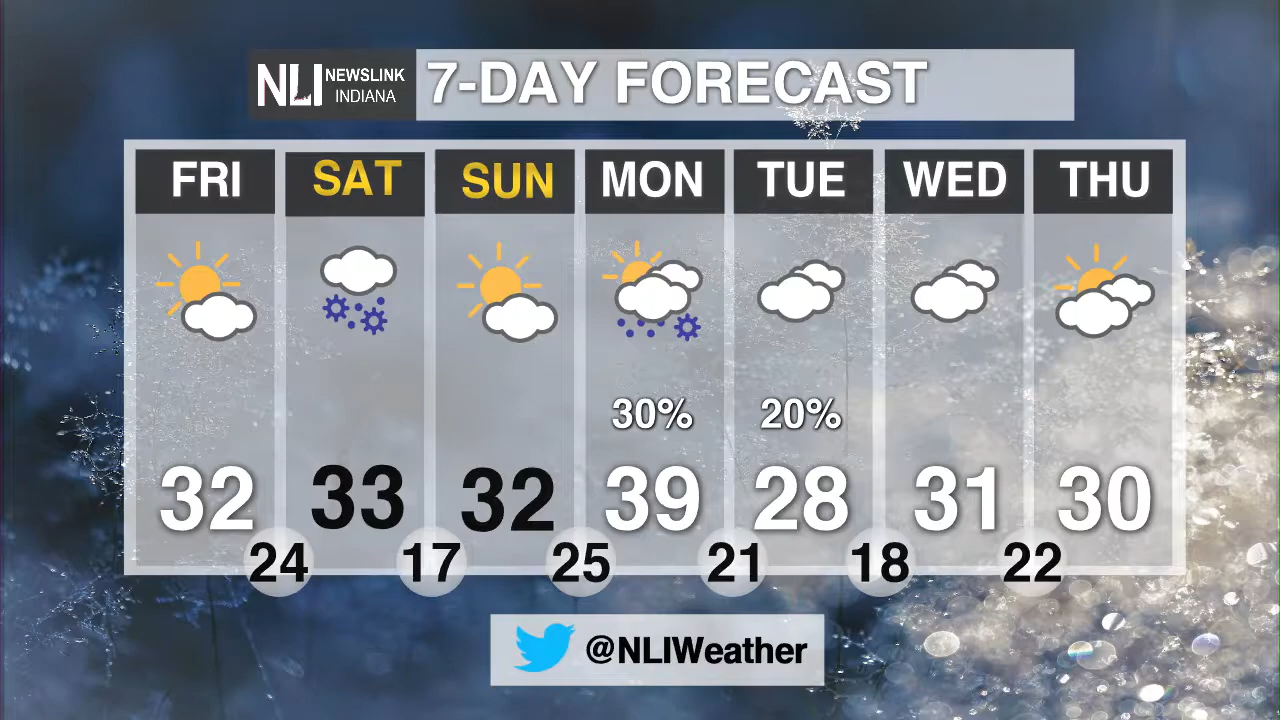 NLI NEWSLINK INDIANA
7-DAY FORECAST
FRI SAT SUN MON TUE WED THU
30% 20%
32 33 32 39 28 31 30
24 17 25 21 18 22
@NLIWeather